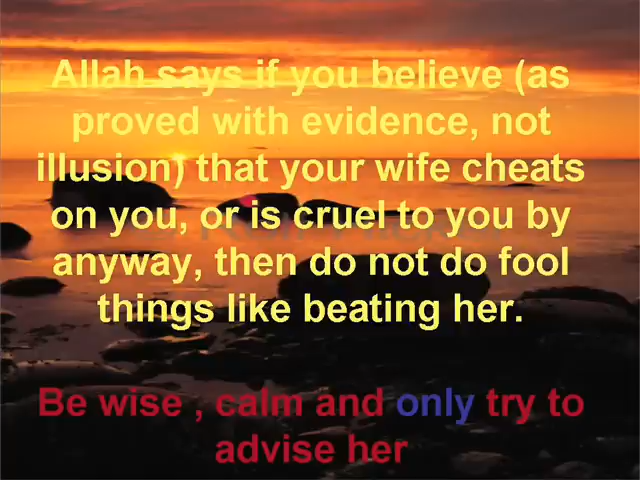 Allah says if you believe (as
proved with evidence, not
illusion) that your wife cheats
on you, or is cruel to you by
anyway, then do not do fool
things like beating her.
Be wise , calm and only try to
advise her